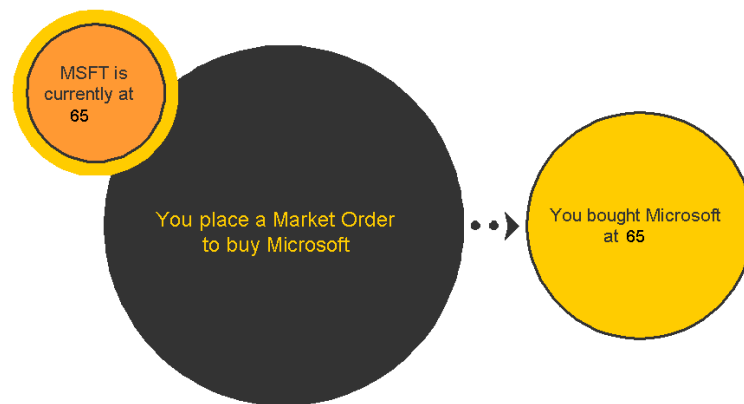 MSFT is
currently at
65
You place a Market Order
to buy Microsoft
You bought Microsoft
at 65